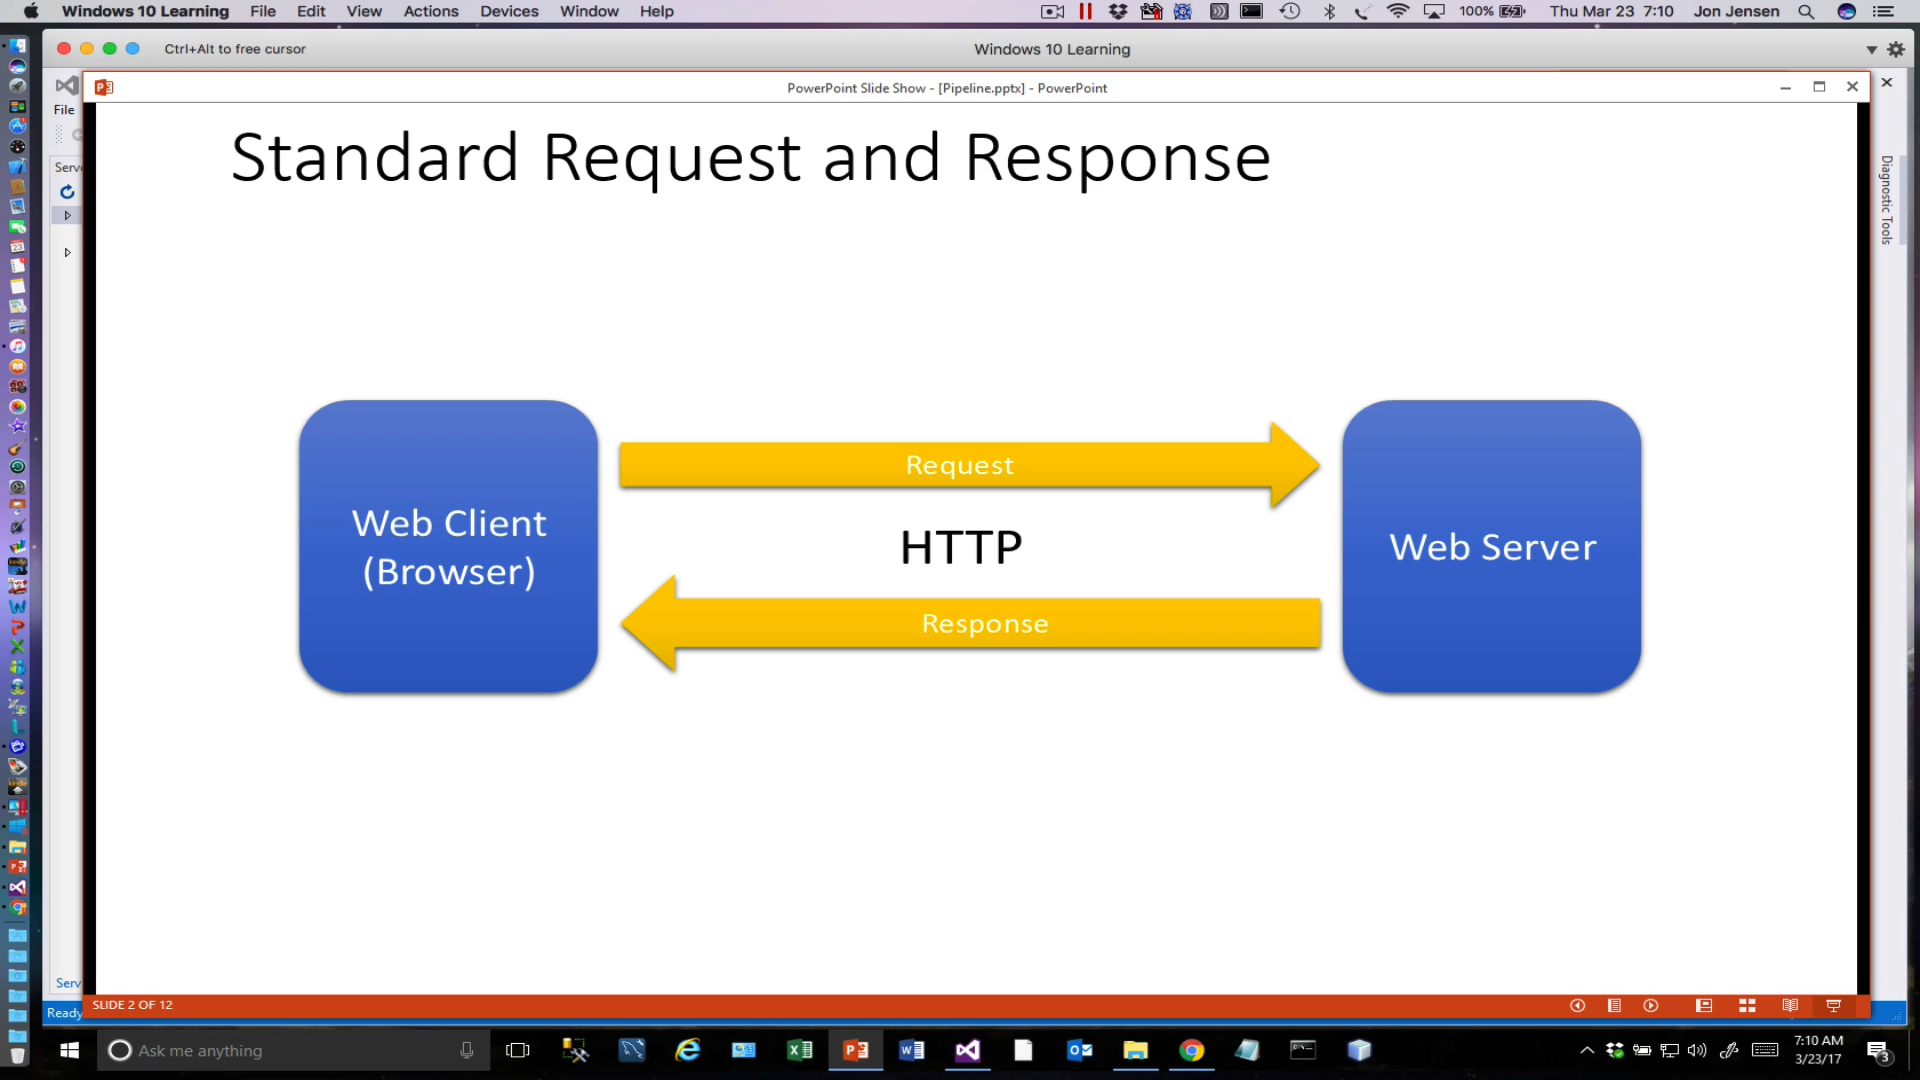 Windows 10 Learning File Edit View Actions Devices Window Help 100% Thu Mar 23 7:10 Jon Jensen
Ctrl+Alt to free cursor Windows 10 Learning
PowerPoint Slide Show - [Pipeline.pptx] - PowerPoint
File
Serv
Diagnostic Tools
Standard Request and Response
Request
Web Client
(Browser)
HTTP
Web Server
Response
Serv
SLIDE 2 OF 12
Ready
Ask me anything
7:10 AM
3/23/17
3